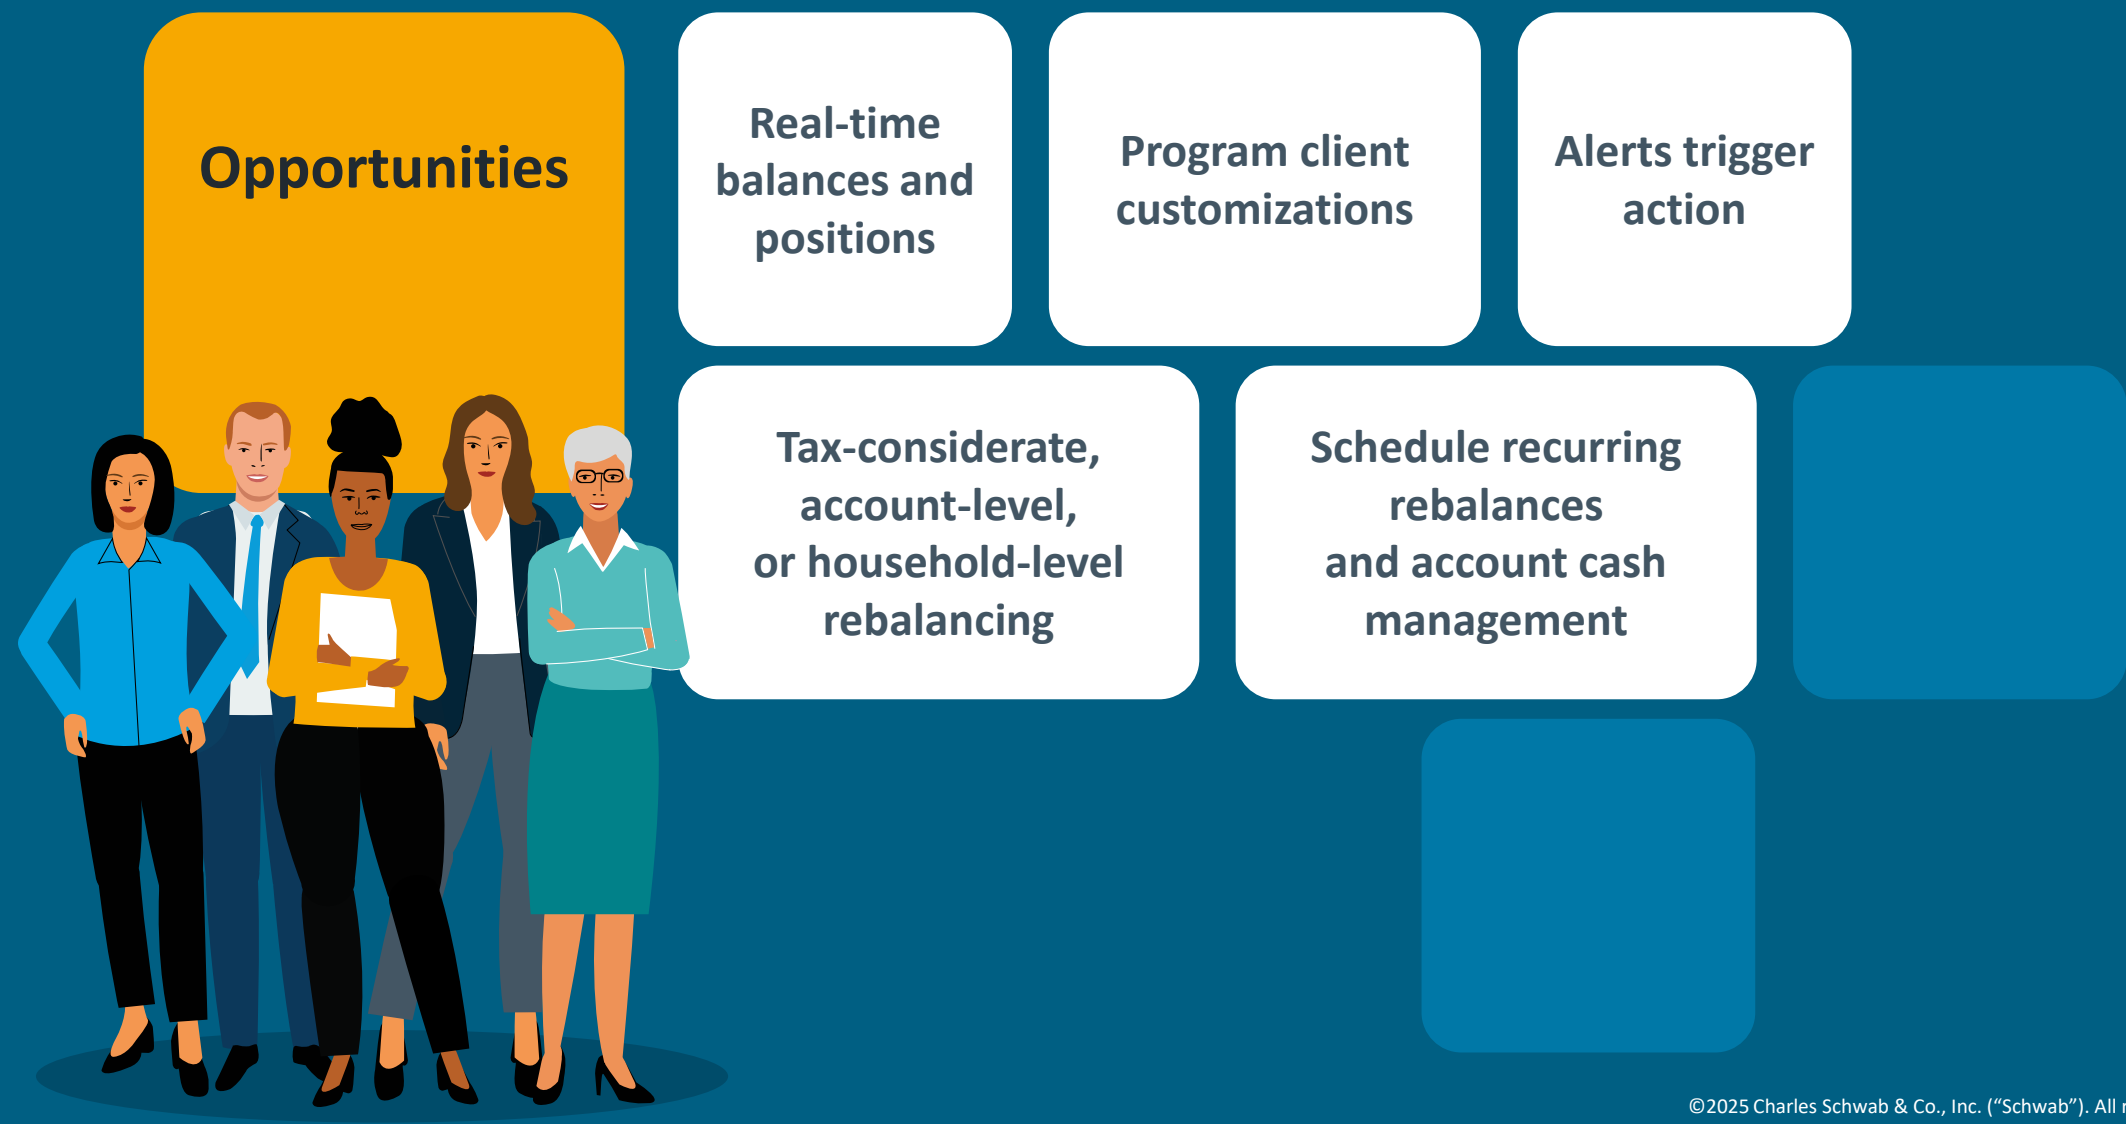 Opportunities
Real-time
balances and
positions
Program client
customizations
Alerts trigger
action
Tax-considerate,
account-level,
or household-level
rebalancing
Schedule recurring
rebalances
and account cash
management
©2025 Charles Schwab & Co., Inc. (“Schwab”). All r